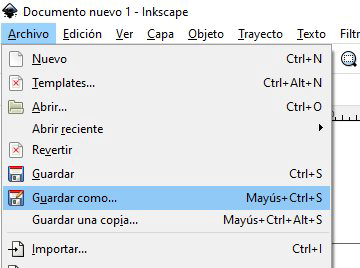 Documento nuevo 1 - Inkscape
Archivo Edición Ver Capa Objeto Trayecto Texto Filtr
Nuevo Ctrl+N
Templates... Ctrl+Alt+N
Abrir... Ctrl+O
Abrir reciente
Revertir
Guardar Ctrl+S
Guardar como... Mayús+Ctrl+S
Guardar una copia... Mayús+Ctrl+Alt+S
Importar... Ctrl+I